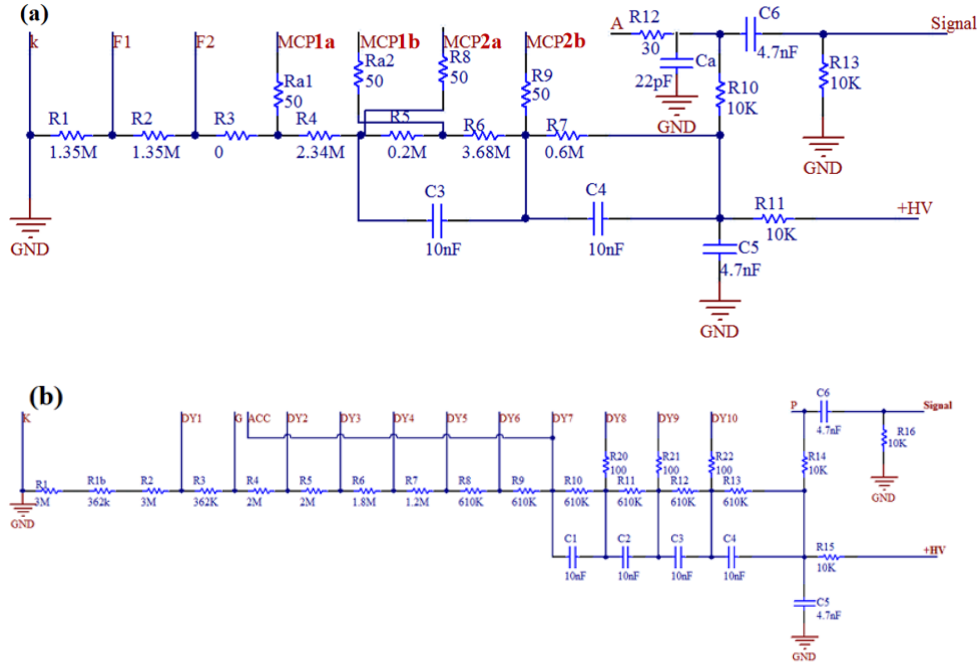 (a)
k F1 F2 MCP1a MCP1b MCP2a MCP2b A R12 C6 Signal
30 4.7nF
Ra1 Ra2 R8 R9 Ca R10 R13
50 50 50 50 22pF 10K 10K
GND GND
R1 R2 R3 R4 R5 R6 R7
1.35M 1.35M 0 2.34M 0.2M 3.68M 0.6M
C3 C4 R11 +HV
10nF 10nF 10K
GND
C5
4.7nF
GND
(b)
K DY1 G ACC DY2 DY3 DY4 DY5 DY6 DY7 DY8 DY9 DY10 P C6 Signal
4.7nF
R16
10K
R20 R21 R22 R14
100 100 100 10K
GND
R1 R1b R2 R3 R4 R5 R6 R7 R8 R9 R10 R11 R12 R13
3M 362k 3M 362K 2M 2M 1.8M 1.2M 610K 610K 610K 610K 610K 610K
GND
C1 C2 C3 C4 R15 +HV
10nF 10nF 10nF 10nF 10K
C5
4.7nF
GND